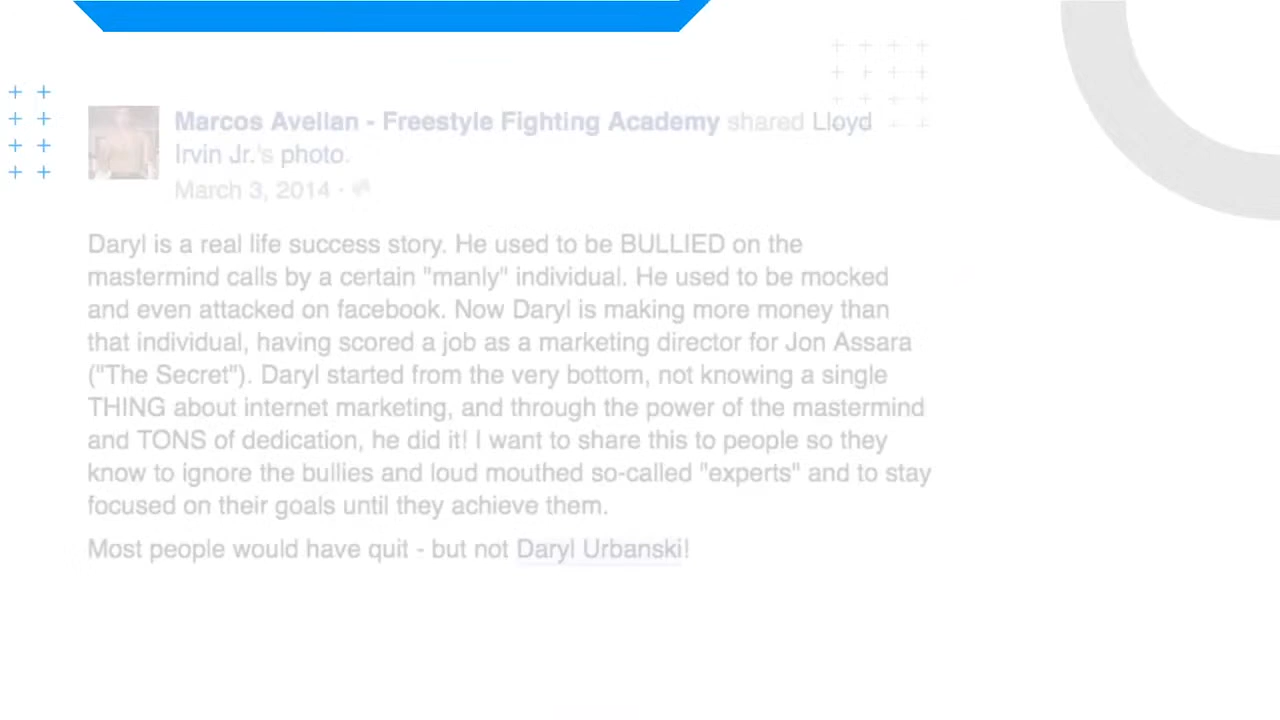 Marcos Avellan - Freestyle Fighting Academy shared Lloyd
Irvin Jr.'s photo.
March 3, 2014 ·
Daryl is a real life success story. He used to be BULLIED on the
mastermind calls by a certain "manly" individual. He used to be mocked
and even attacked on facebook. Now Daryl is making more money than
that individual, having scored a job as a marketing director for Jon Assara
("The Secret"). Daryl started from the very bottom, not knowing a single
THING about internet marketing, and through the power of the mastermind
and TONS of dedication, he did it! I want to share this to people so they
know to ignore the bullies and loud mouthed so-called "experts" and to stay
focused on their goals until they achieve them.
Most people would have quit - but not Daryl Urbanski!